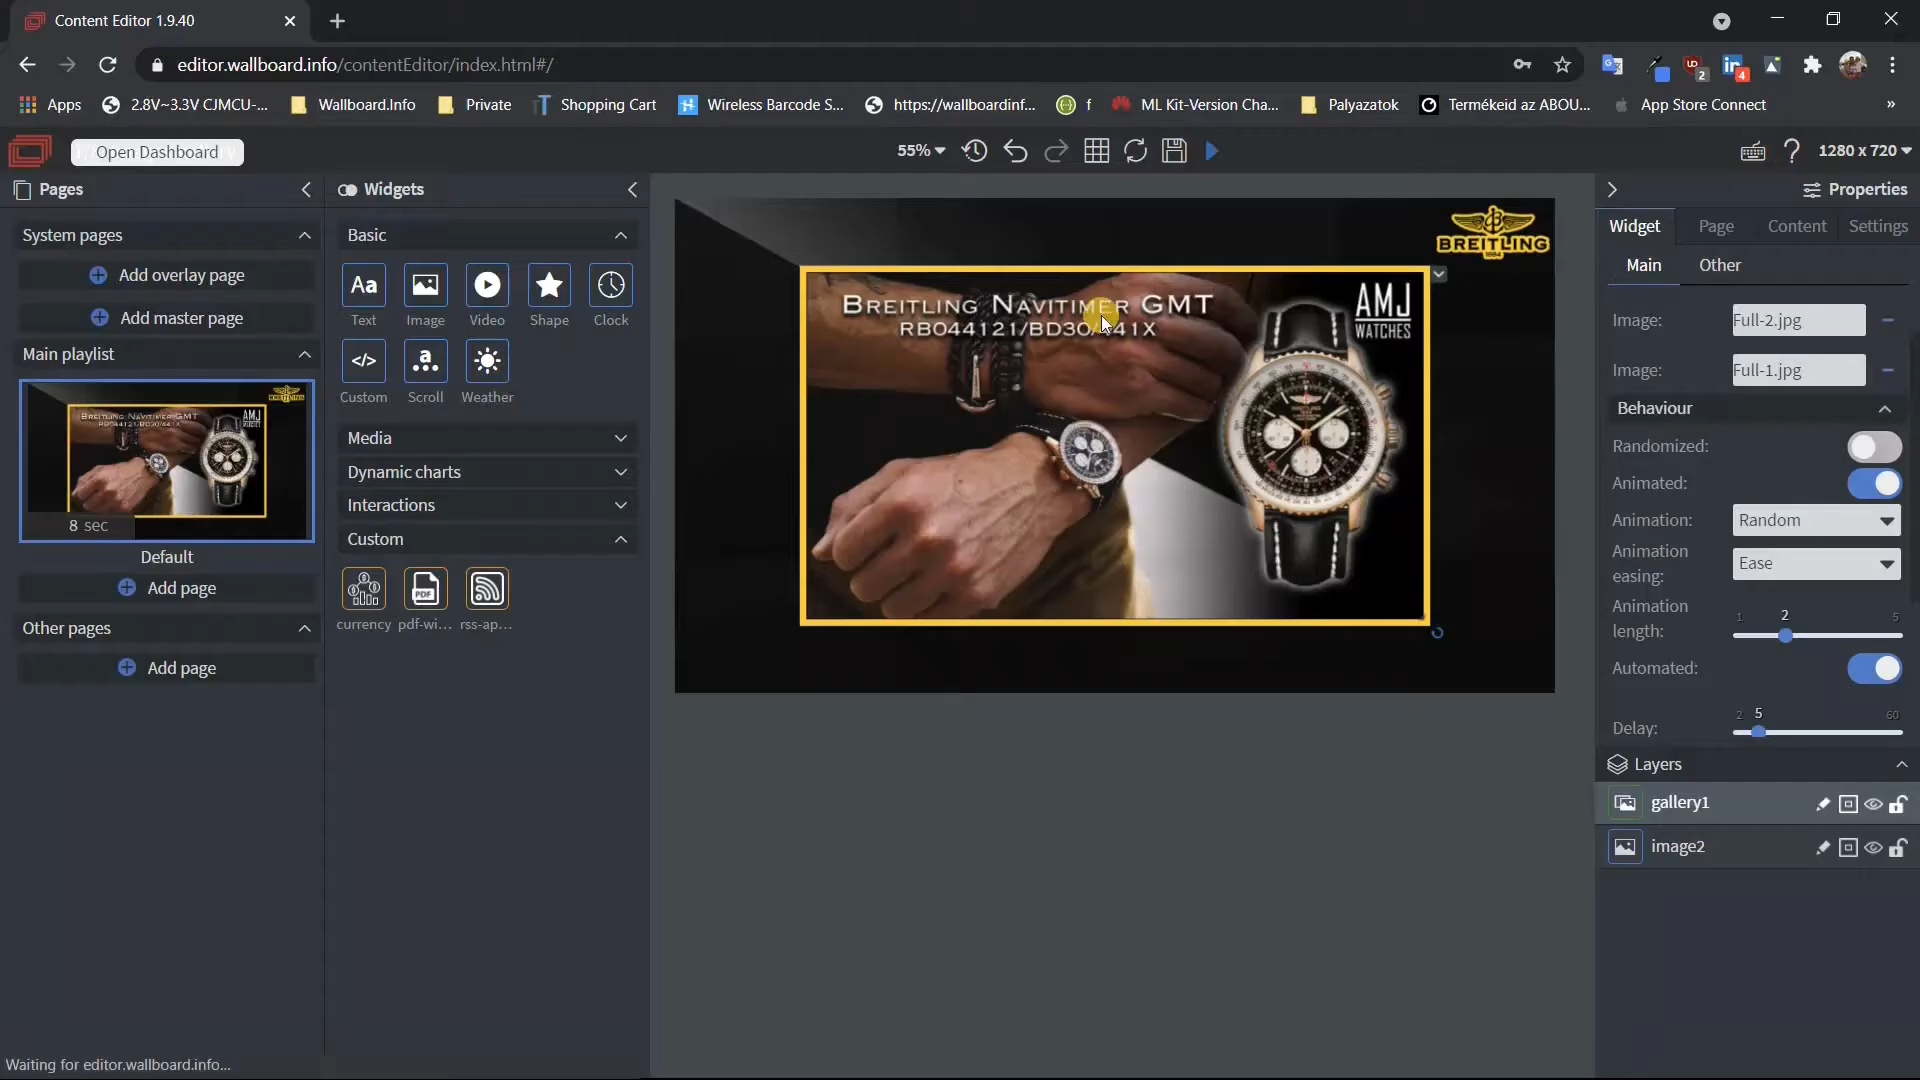 Content Editor 1.9.40
editor.wallboard.info/contentEditor/index.html#/
2
4
Apps
2.8V~3.3V CJMCU-...
Wallboard.Info
Private
Shopping Cart
Wireless Barcode S...
https://wallboardinf...
f
ML Kit-Version Cha...
Palyazatok
Termékeid az ABOU...
App Store Connect
»
Open Dashboard
55%
1280 x 720
Pages
Widgets
Properties
System pages
Add overlay page
Add master page
Main playlist
8 sec
Default
Add page
Other pages
Add page
Basic
Aa
Text
Image
Video
Shape
Clock
Custom
Scroll
Weather
Media
Dynamic charts
Interactions
Custom
PDF
currency
pdf-wi...
rss-ap...
BREITLING
1884
BREITLING NAVITIMER GMT
AMJ
WATCHES
Widget
Page
Content
Settings
Main
Other
Image:
Full-2.jpg
Image:
Full-1.jpg
Behaviour
Randomized:
Animated:
Animation:
Random
Animation easing:
Ease
Animation length:
1
2
5
Automated:
Delay:
2
5
60
Layers
gallery1
image2
Waiting for editor.wallboard.info...